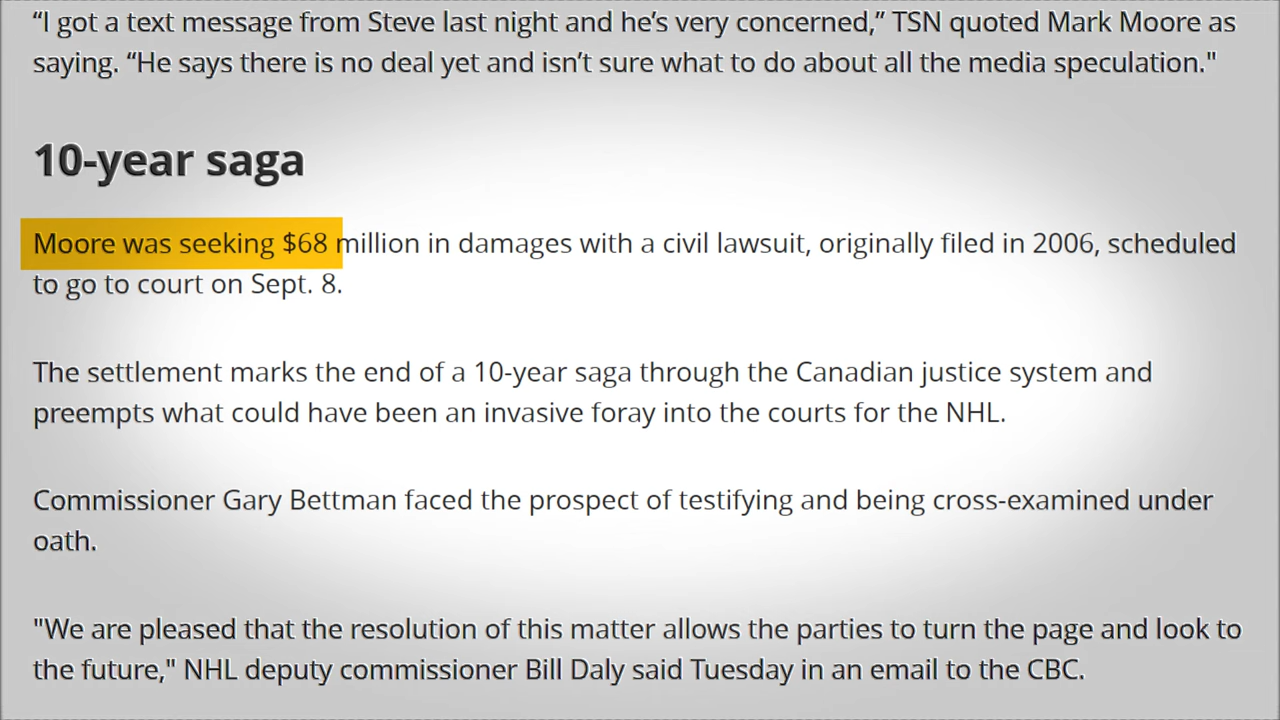 “I got a text message from Steve last night and he’s very concerned,” TSN quoted Mark Moore as
saying. “He says there is no deal yet and isn’t sure what to do about all the media speculation."
10-year saga
Moore was seeking $68 million in damages with a civil lawsuit, originally filed in 2006, scheduled
to go to court on Sept. 8.
The settlement marks the end of a 10-year saga through the Canadian justice system and
preempts what could have been an invasive foray into the courts for the NHL.
Commissioner Gary Bettman faced the prospect of testifying and being cross-examined under
oath.
"We are pleased that the resolution of this matter allows the parties to turn the page and look to
the future," NHL deputy commissioner Bill Daly said Tuesday in an email to the CBC.